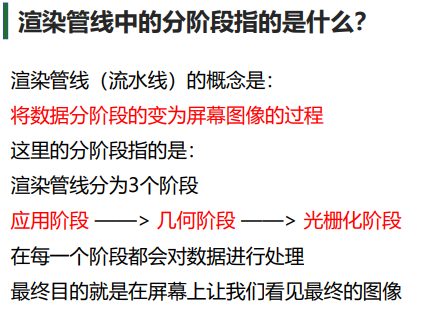 渲染管线中的分阶段指的是什么？
渲染管线（流水线）的概念是：
将数据分阶段的变为屏幕图像的过程
这里的分阶段指的是：
渲染管线分为3个阶段
应用阶段 ——> 几何阶段 ——> 光栅化阶段
在每一个阶段都会对数据进行处理
最终目的就是在屏幕上让我们看见最终的图像